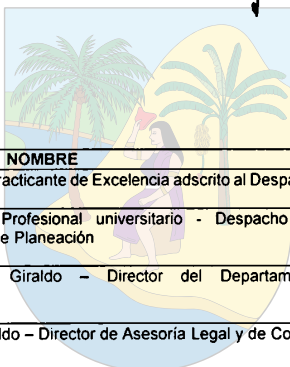 NOMBRE
racticante de Excelencia adscrito al Despa
Profesional universitario - Despacho
e Planeación
Giraldo – Director del Departam
ldo – Director de Asesoría Legal y de Co